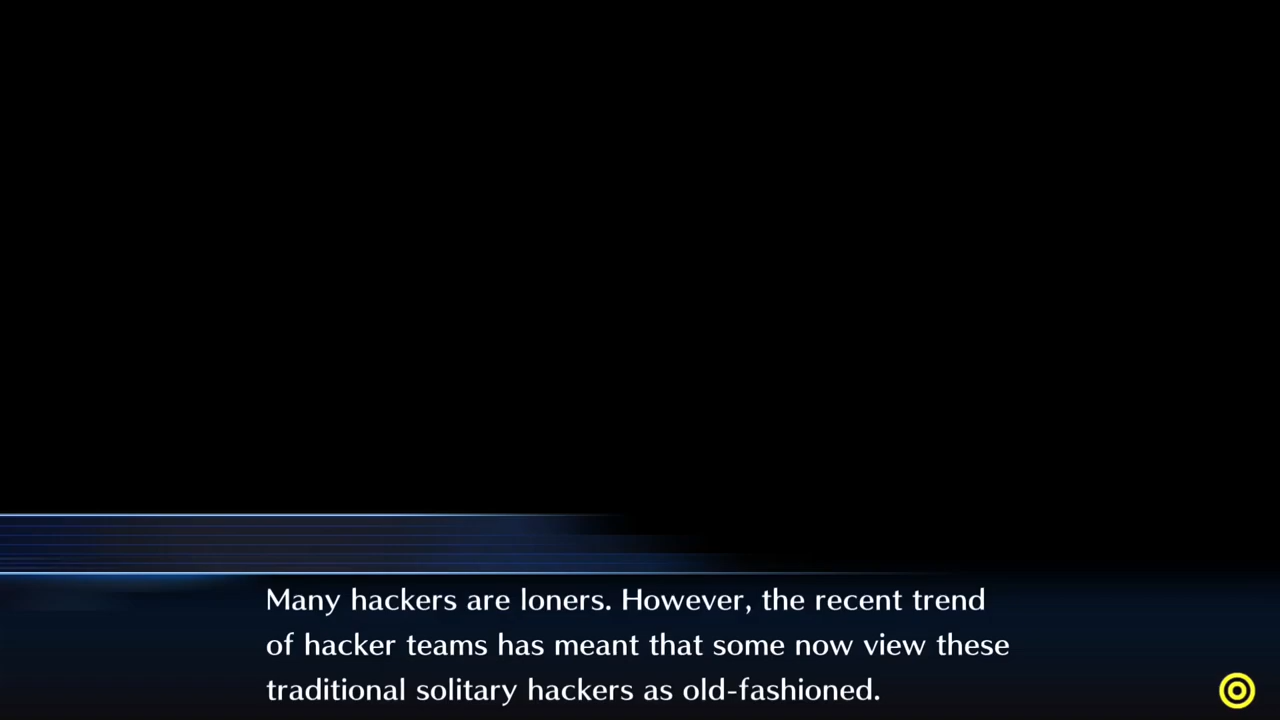 Many hackers are loners. However, the recent trend
of hacker teams has meant that some now view these
traditional solitary hackers as old-fashioned.